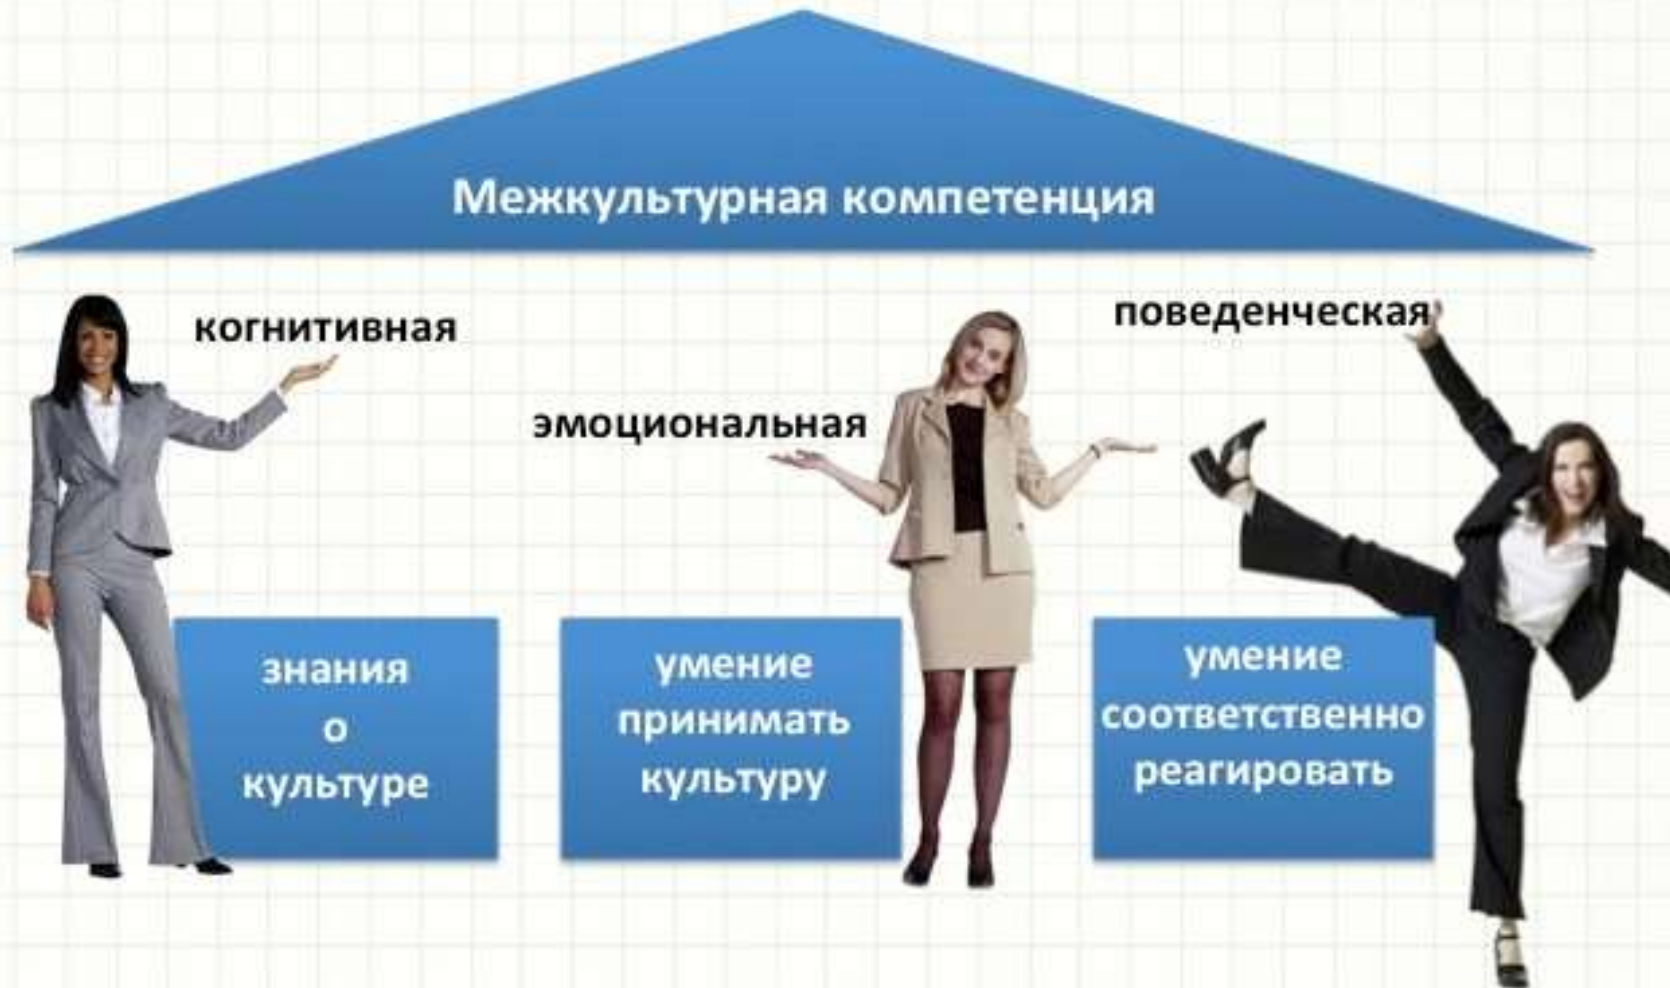 Межкультурная компетенция
когнитивная
эмоциональная
поведенческая
знания
о
культуре
умение
принимать
культуру
умение
соответственно
реагировать